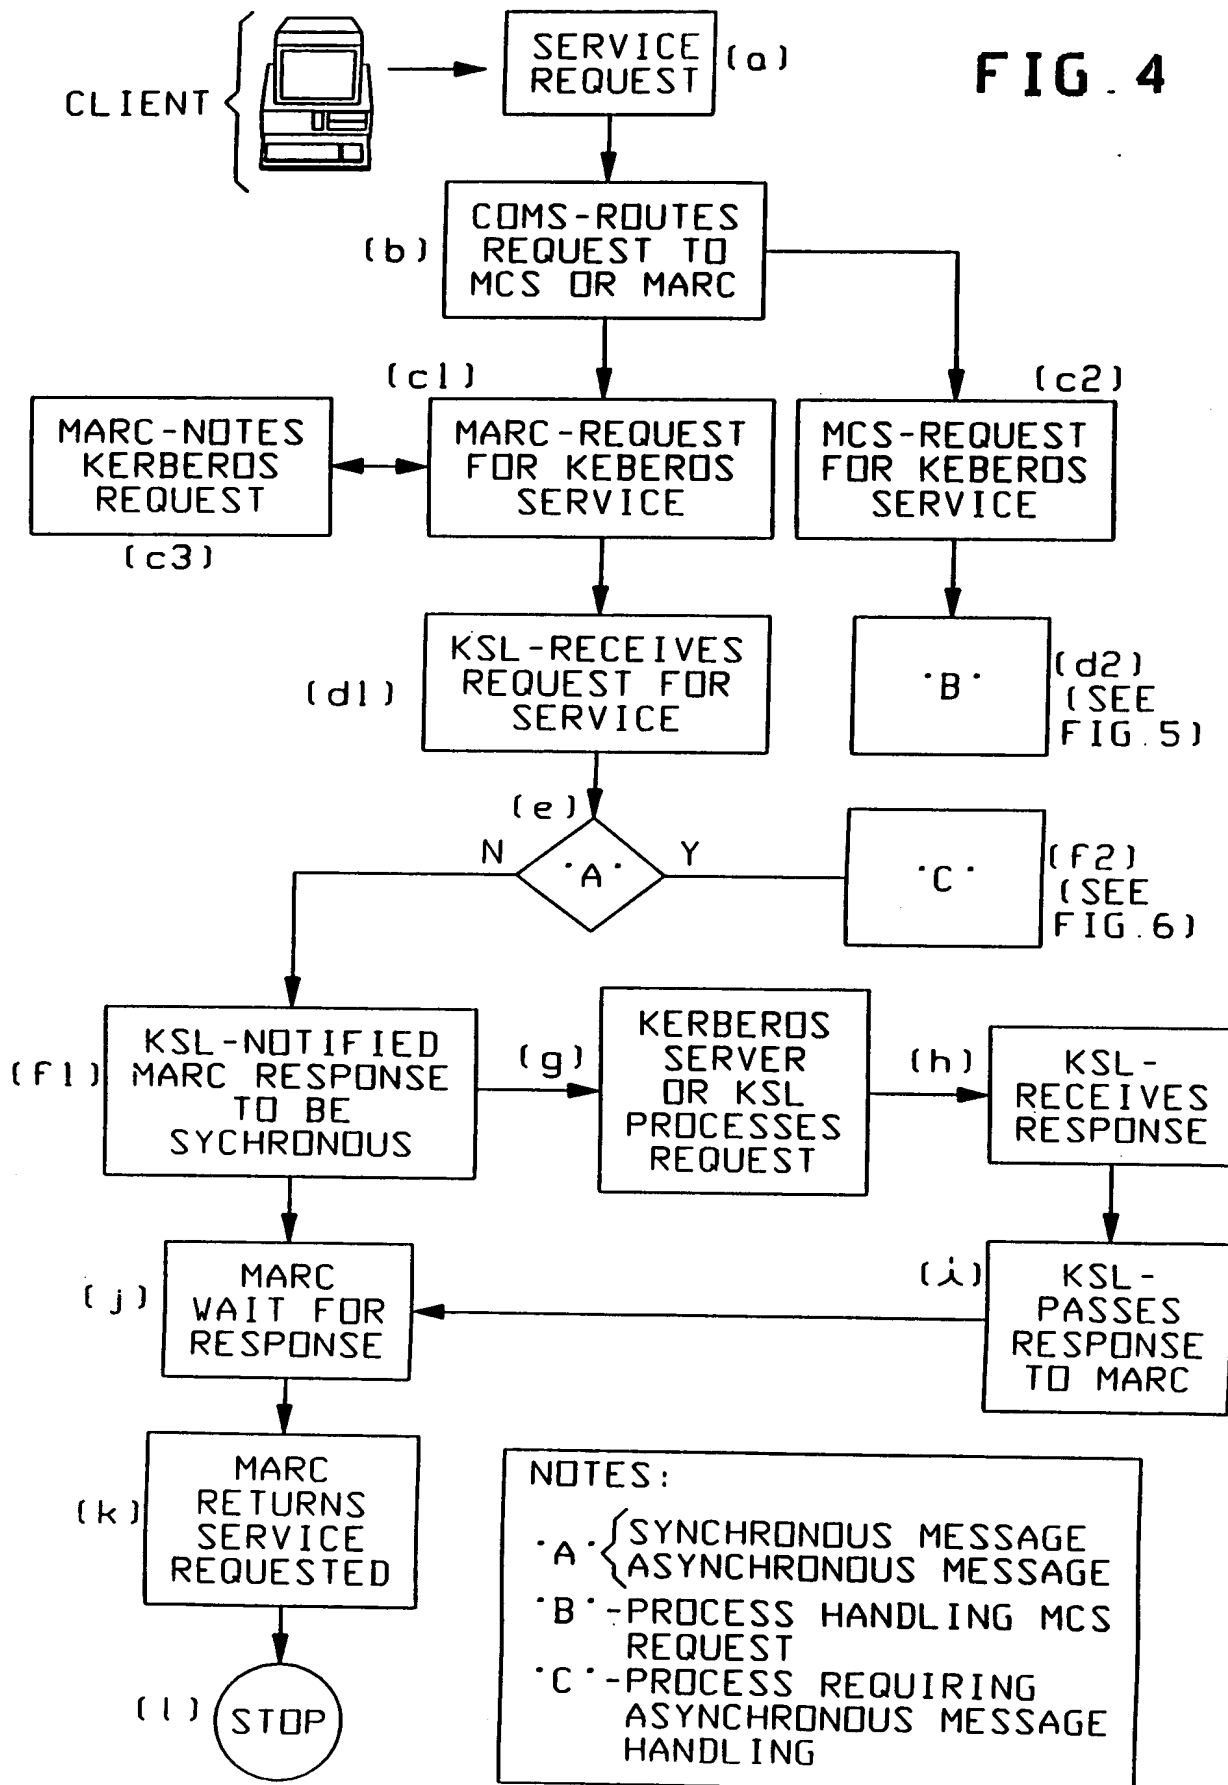 FIG. 4
CLIENT
SERVICE
REQUEST
(a)
COMS-ROUTES
REQUEST TO
MCS OR MARC
(b)
(c1)
(c2)
MARC-NOTES
KERBEROS
REQUEST
(c3)
MARC-REQUEST
FOR KEBEROS
SERVICE
MCS-REQUEST
FOR KEBEROS
SERVICE
KSL-RECEIVES
REQUEST FOR
SERVICE
(d1)
"B"
(d2)
(SEE
FIG.5)
(e)
N
"A"
Y
"C"
(f2)
(SEE
FIG.6)
(f1)
KSL-NOTIFIED
MARC RESPONSE
TO BE
SYCHRONOUS
(g)
KERBEROS
SERVER
OR KSL
PROCESSES
REQUEST
(h)
KSL-
RECEIVES
RESPONSE
(j)
MARC
WAIT FOR
RESPONSE
(i)
KSL-
PASSES
RESPONSE
TO MARC
(k)
MARC
RETURNS
SERVICE
REQUESTED
(l)
STOP
NOTES:
"A" { SYNCHRONOUS MESSAGE
ASYNCHRONOUS MESSAGE
"B"-PROCESS HANDLING MCS
REQUEST
"C"-PROCESS REQUIRING
ASYNCHRONOUS MESSAGE
HANDLING